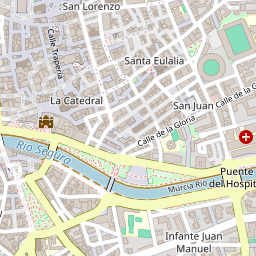 San Lorenzo
Calle Trapería
Santa Eulalia
La Catedral
San Juan
Calle de la Gloria
Calle de la G
Río Segura
Puente
del Hospit
Murcia Río
Infante Juan
Manuel